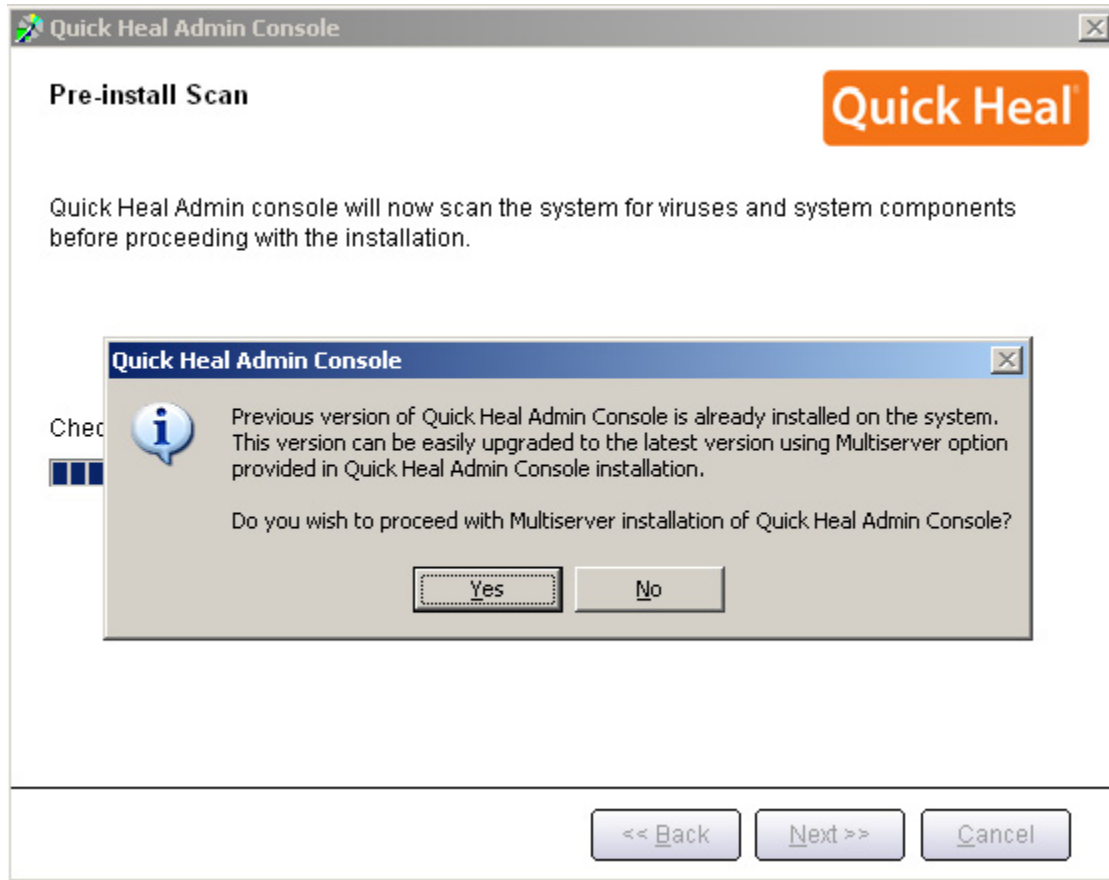 Quick Heal Admin Console
Pre-install Scan
Quick Heal
Quick Heal Admin console will now scan the system for viruses and system components
before proceeding with the installation.
Quick Heal Admin Console
Previous version of Quick Heal Admin Console is already installed on the system.
This version can be easily upgraded to the latest version using Multiserver option
provided in Quick Heal Admin Console installation.
Do you wish to proceed with Multiserver installation of Quick Heal Admin Console?
Yes
No
<< Back
Next >>
Cancel